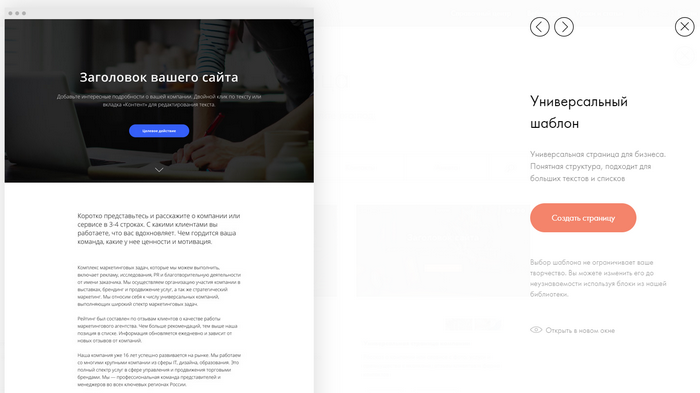 Заголовок вашего сайта
Добавьте интересные подробности о вашей компании. Двойной клик по тексту или
вкладка «Контент» для редактирования текста.
Целевое действие
Коротко представьтесь и расскажите о компании или
сервисе в 3-4 строках. С какими клиентами вы
работаете, что вас вдохновляет. Чем гордится ваша
команда, какие у нее ценности и мотивация.
Комплекс маркетинговых задач, которые мы можем выполнить,
включает рекламу, исследования, PR и благотворительную деятельность
от имени заказчика. Мы осуществляем организацию участия компании в
выставках, брендинг и продвижение услуг, а так же стратегический
маркетинг. Мы относим себя к числу универсальных компаний,
выполняющих широкий спектр маркетинговых задач.
Рейтинг был составлен по отзывам клиентов о качестве работы
маркетингового агентства. Чем больше рекомендаций, тем выше наша
позиция в списке. Информация обновляется ежедневно и зависит от
новых отзывов от компаний.
Наша компания уже 16 лет успешно развивается на рынке. Мы работаем
со многими крупными компании из сферы IT, дизайна, образования. Это
полный спектр услуг в сфере управления и продвижения торговыми
брендами. Мы — профессиональная команда представителей и
менеджеров во всех ключевых регионах России.
Универсальный
шаблон
Универсальная страница для бизнеса.
Понятная структура, подходит для
больших текстов и списков
Создать страницу
Выбор шаблона не ограничивает ваше
творчество. Вы можете изменить его до
неузнаваемости используя блоки из нашей
библиотеки.
Открыть в новом окне